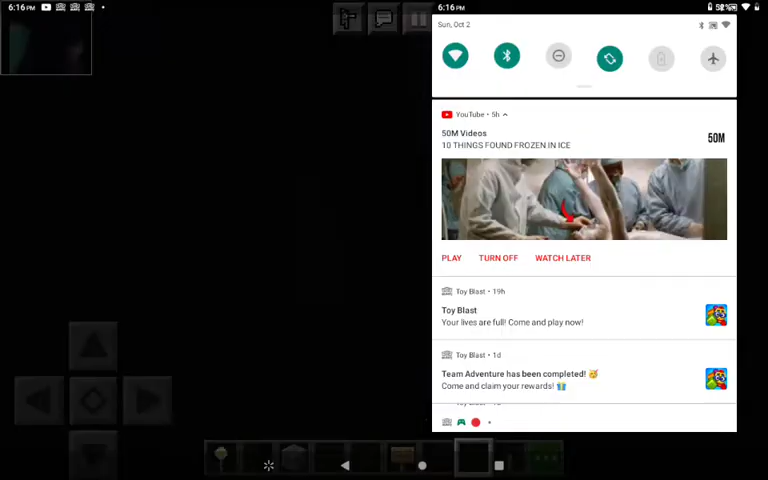 6:16 PM
6:16 PM
52%
Sun, Oct 2
YouTube • 5h
50M Videos
10 THINGS FOUND FROZEN IN ICE
50M
PLAY TURN OFF WATCH LATER
Toy Blast • 19h
Toy Blast
Your lives are full! Come and play now!
Toy Blast • 1d
Team Adventure has been completed! 🥳
Come and claim your rewards! 🎁